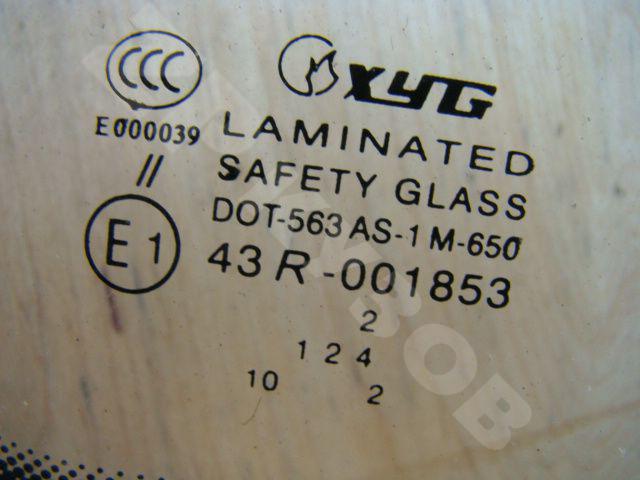 CCC
XYG
E000039
LAMINATED
SAFETY GLASS
//
DOT-563 AS-1 M-650
E1
43R-001853
2
1 2 4
10 2